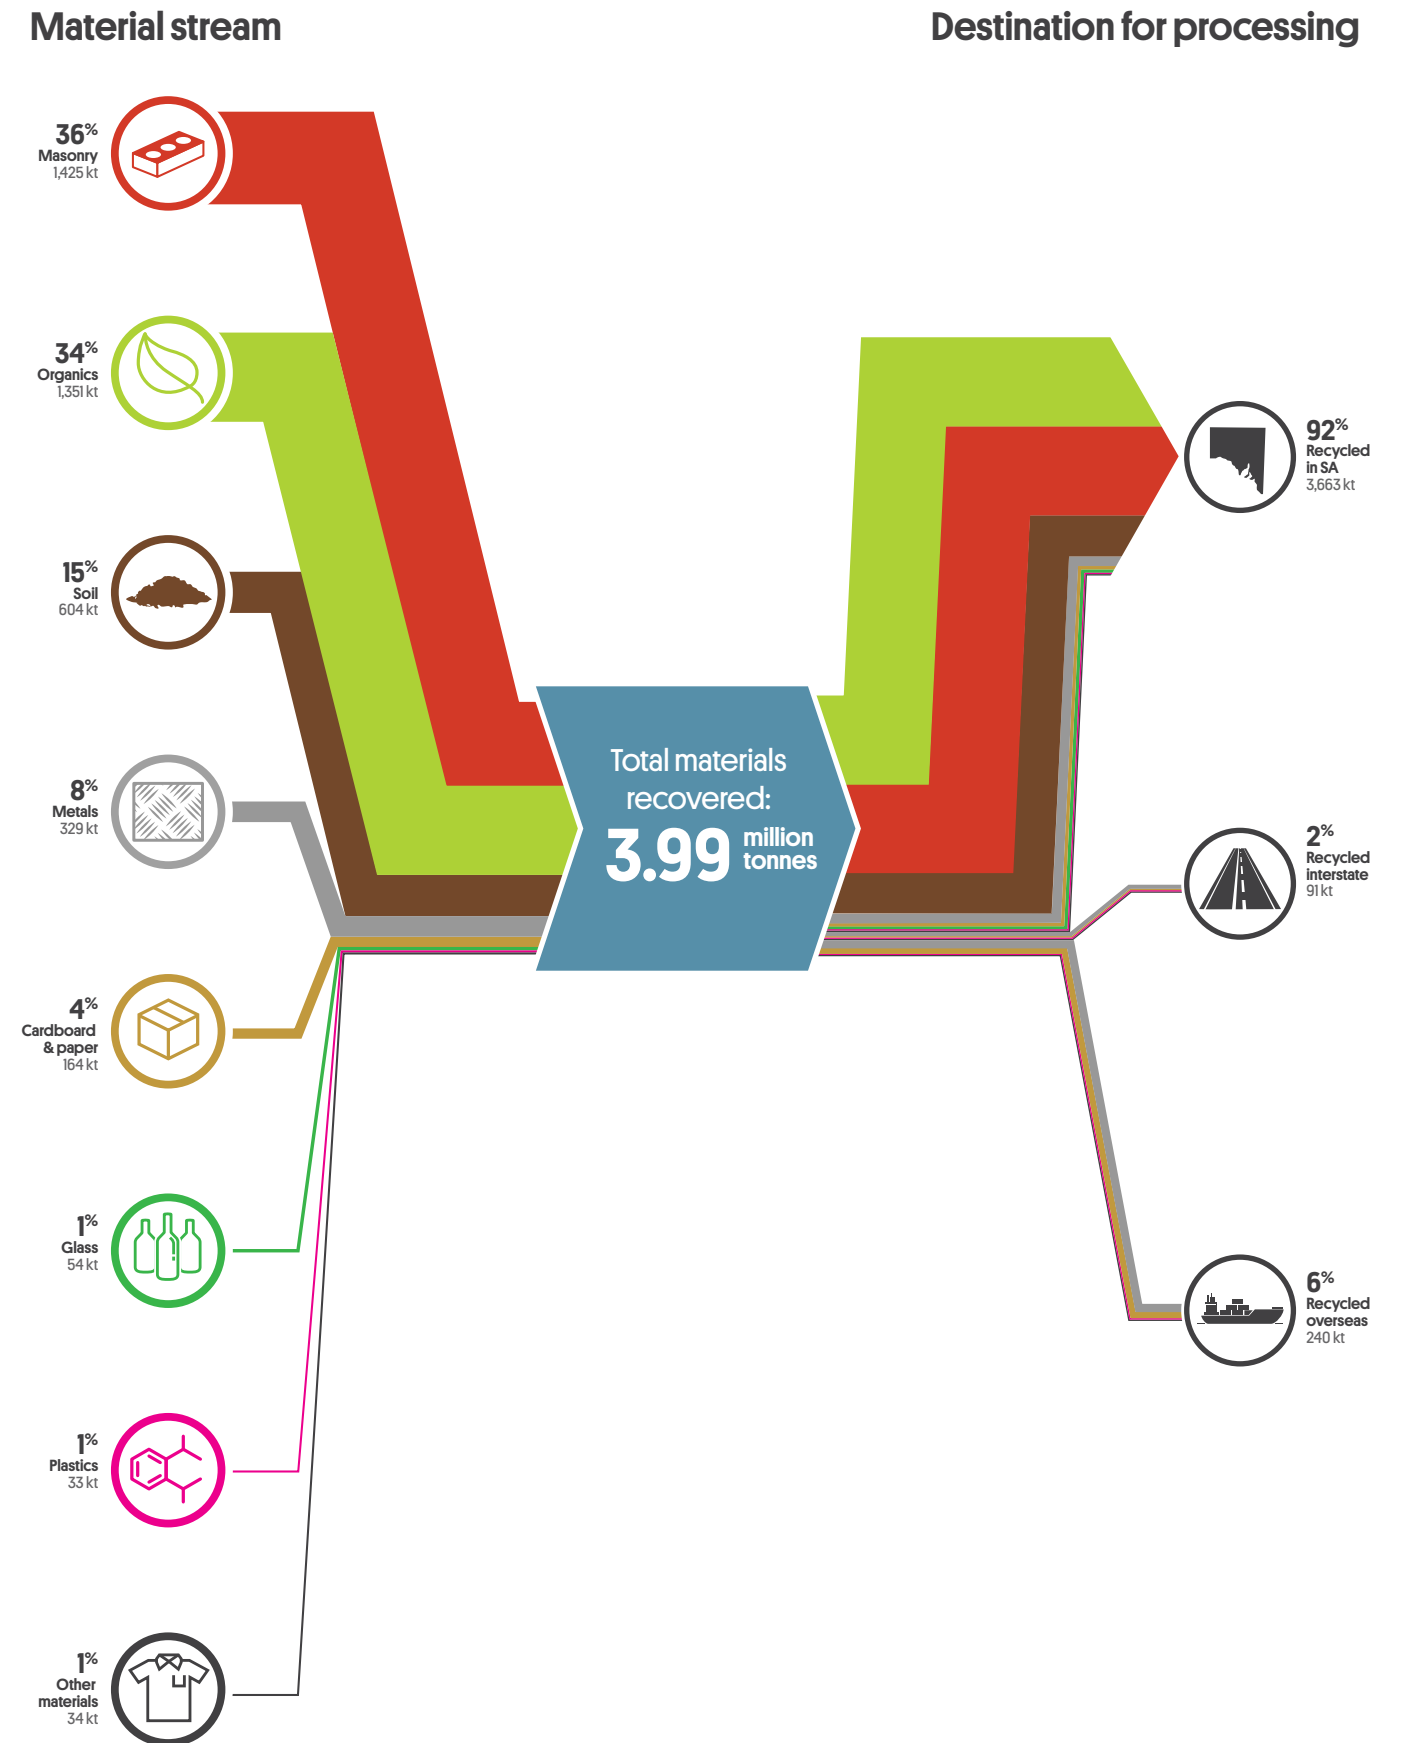 Material stream
Destination for processing
36%
Masonry
1,425 kt
34%
Organics
1,351 kt
15%
Soil
604 kt
8%
Metals
329 kt
4%
Cardboard
& paper
164 kt
1%
Glass
54 kt
1%
Plastics
33 kt
1%
Other
materials
34 kt
Total materials
recovered:
3.99 million
tonnes
92%
Recycled
in SA
3,663 kt
2%
Recycled
interstate
91 kt
6%
Recycled
overseas
240 kt